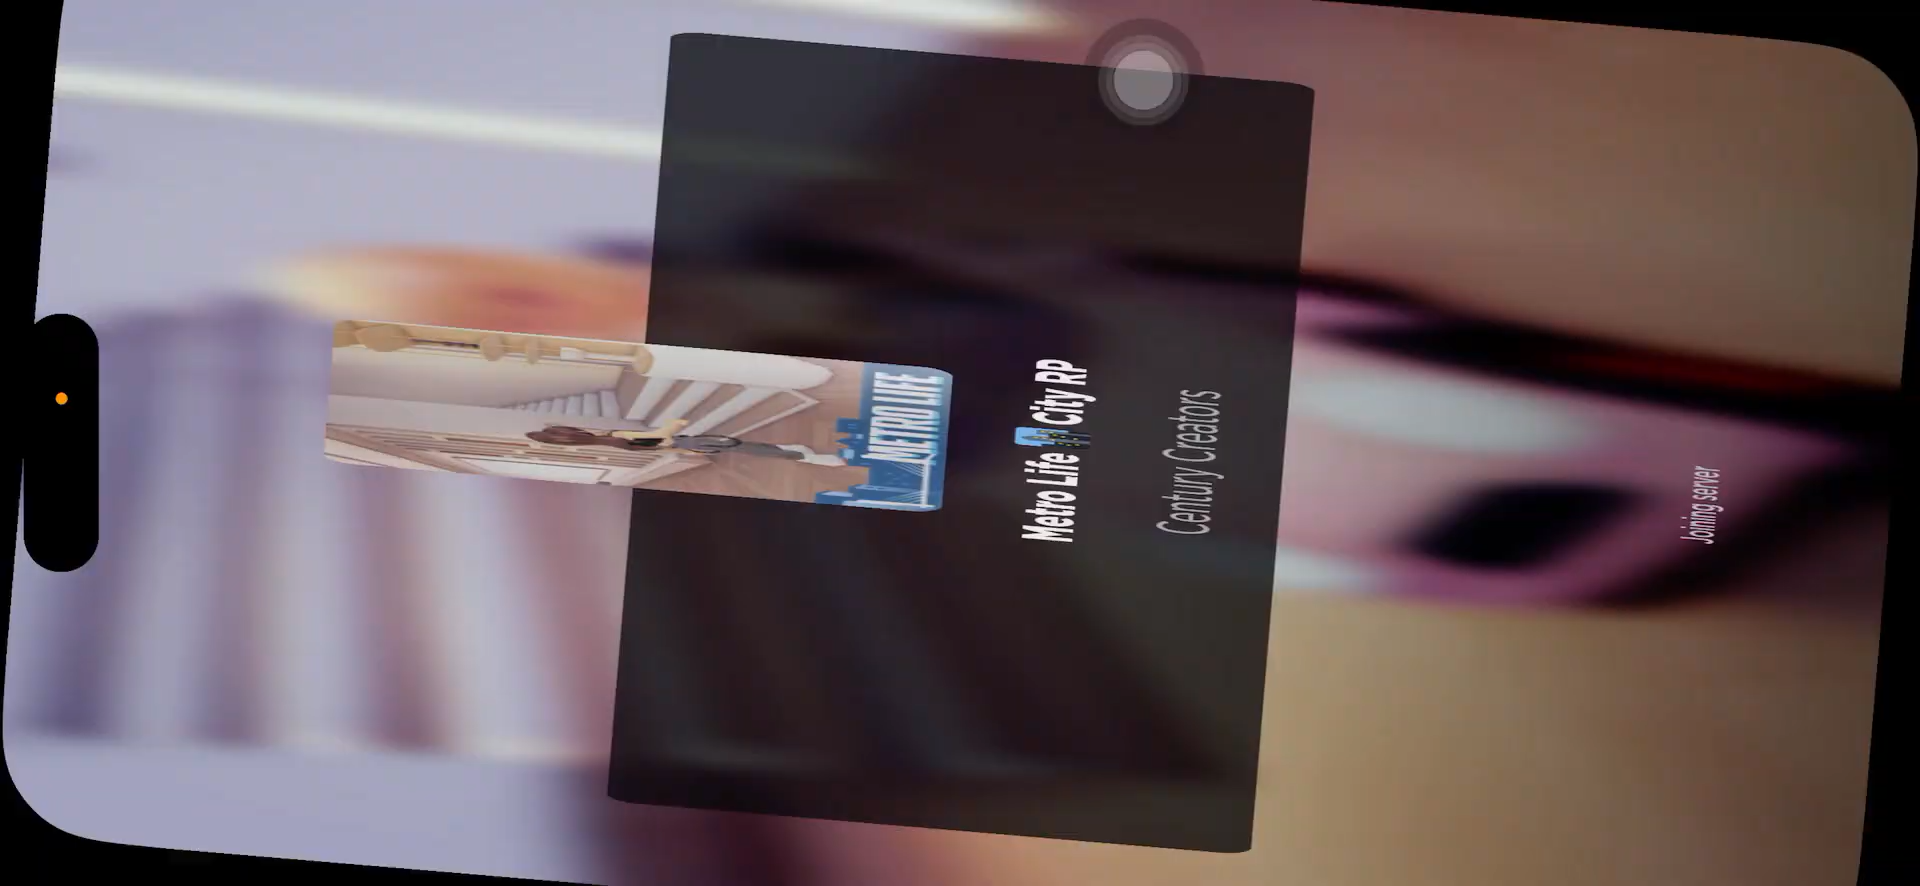 METRO LIFE
Metro Life 🏙️ City RP
Century Creators
Joining server